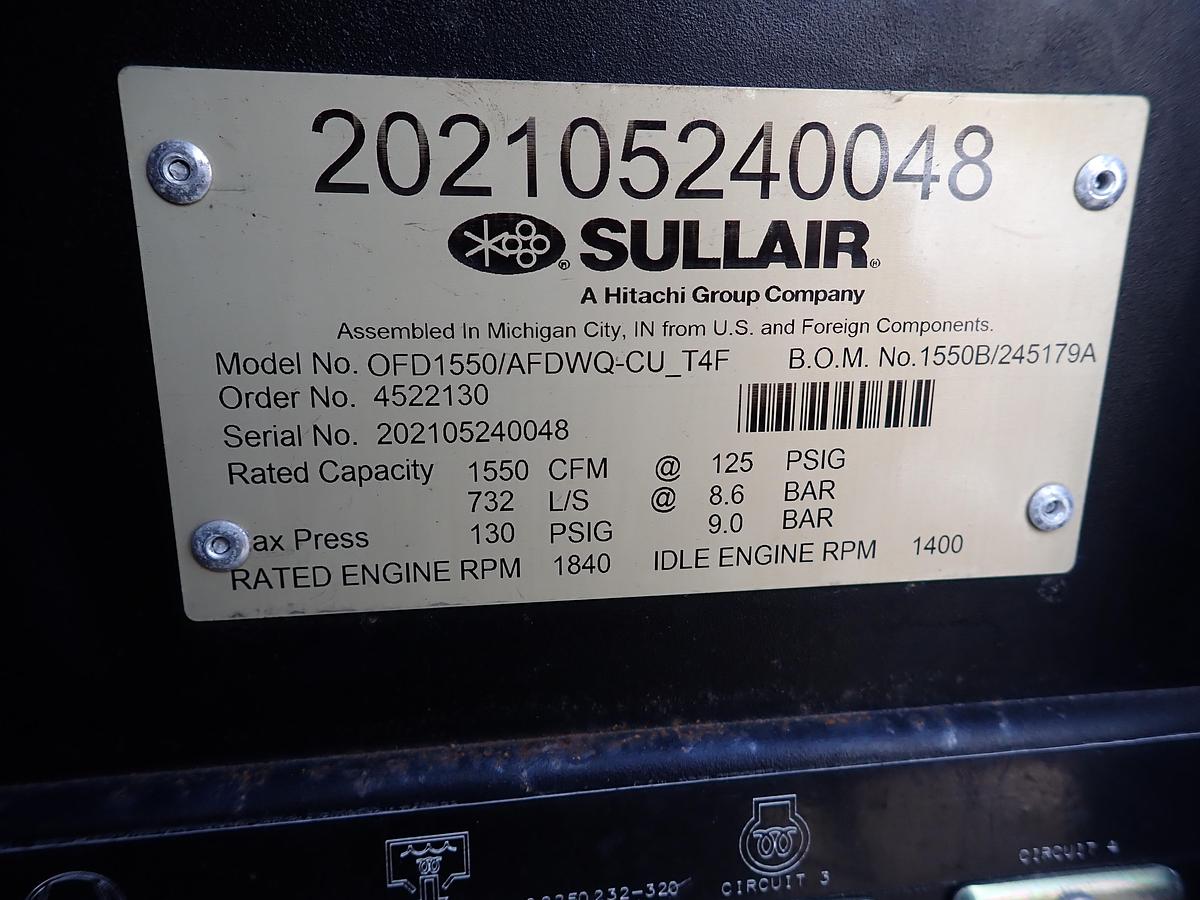 202105240048
SULLAIR
A Hitachi Group Company
Assembled In Michigan City, IN from U.S. and Foreign Components.
Model No. OFD1550/AFDWQ-CU_T4F B.O.M. No.1550B/245179A
Order No. 4522130
Serial No. 202105240048
Rated Capacity 1550 CFM @ 125 PSIG
732 L/S @ 8.6 BAR
ax Press 130 PSIG 9.0 BAR
RATED ENGINE RPM 1840 IDLE ENGINE RPM 1400
CIRCUIT 4
CIRCUIT 3